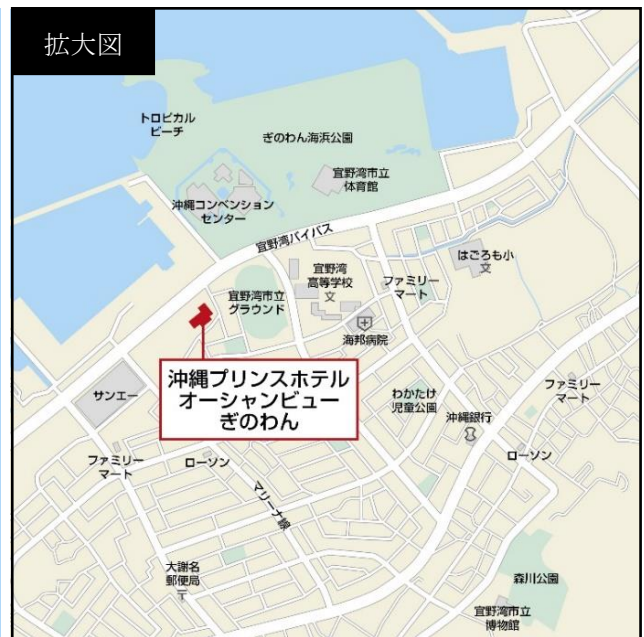 拡大図
トロピカル
ビーチ
ぎのわん海浜公園
宜野湾市立
体育館
沖縄コンベンション
センター
宜野湾バイパス
はごろも小
文
宜野湾市立
グラウンド
宜野湾
高等学校
文
ファミリー
マート
海邦病院
沖縄プリンスホテル
オーシャンビュー
ぎのわん
サンエー
わかたけ
児童公園
ファミリー
マート
沖縄銀行
ファミリー
マート
ローソン
マリーナ線
ローソン
大謝名
郵便局
〒
森川公園
宜野湾市立
博物館